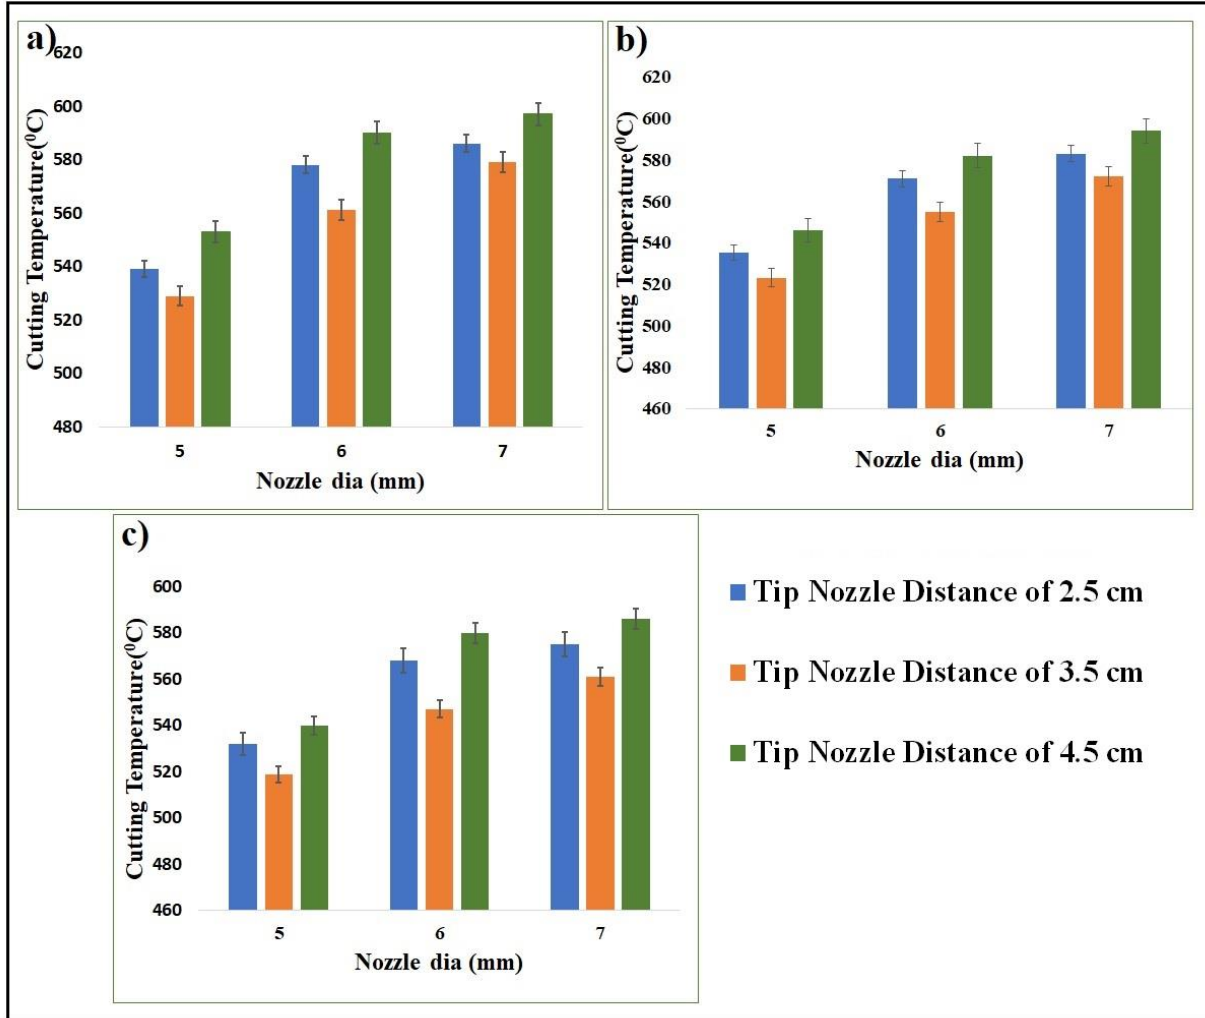 a)
620
600
580
560
540
520
500
480
Cutting Temperature(⁰C)
5 6 7
Nozzle dia (mm)
b)
620
600
580
560
540
520
500
480
460
Cutting Temperature(⁰C)
5 6 7
Nozzle dia (mm)
c)
600
580
560
540
520
500
480
460
Cutting Temperature(⁰C)
5 6 7
Nozzle dia (mm)
Tip Nozzle Distance of 2.5 cm
Tip Nozzle Distance of 3.5 cm
Tip Nozzle Distance of 4.5 cm